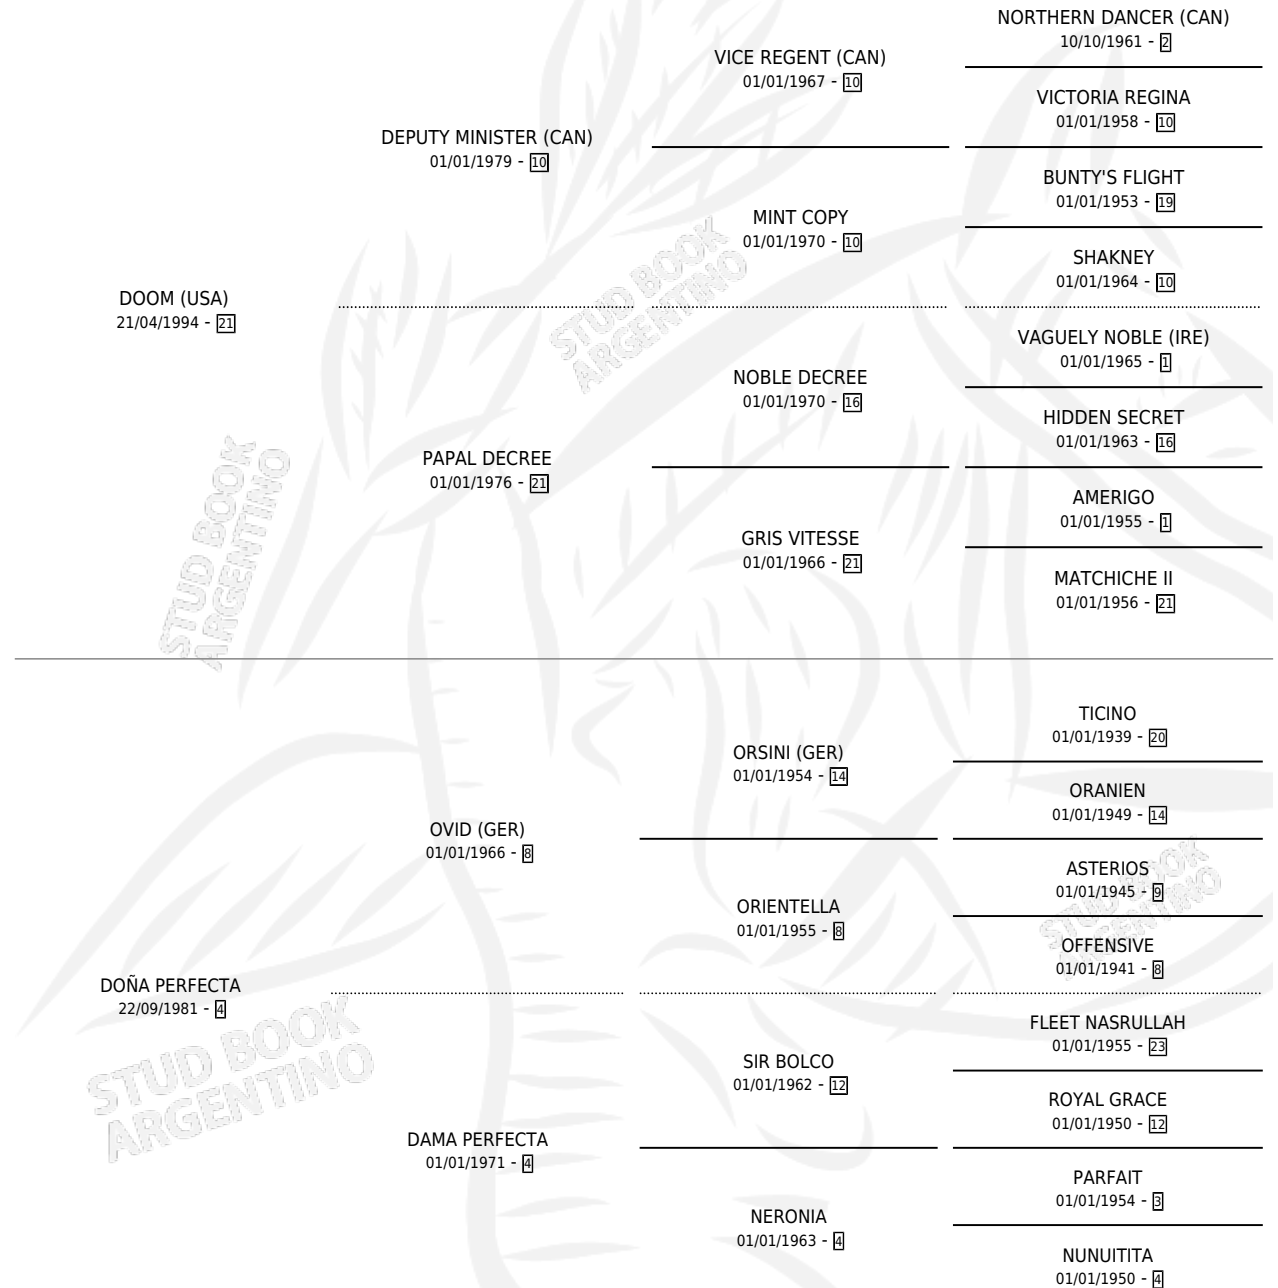 NORTHERN DANCER (CAN)
10/10/1961 - 2
VICE REGENT (CAN)
01/01/1967 - 10
VICTORIA REGINA
01/01/1958 - 10
DEPUTY MINISTER (CAN)
01/01/1979 - 10
BUNTY'S FLIGHT
01/01/1953 - 19
MINT COPY
01/01/1970 - 10
SHAKNEY
01/01/1964 - 10
DOOM (USA)
21/04/1994 - 21
VAGUELY NOBLE (IRE)
01/01/1965 - 1
NOBLE DECREE
01/01/1970 - 16
HIDDEN SECRET
01/01/1963 - 16
PAPAL DECREE
01/01/1976 - 21
AMERIGO
01/01/1955 - 1
GRIS VITESSE
01/01/1966 - 21
MATCHICHE II
01/01/1956 - 21
TICINO
01/01/1939 - 20
ORSINI (GER)
01/01/1954 - 14
ORANIEN
01/01/1949 - 14
OVID (GER)
01/01/1966 - 8
ASTERIOS
01/01/1945 - 9
ORIENTELLA
01/01/1955 - 8
OFFENSIVE
01/01/1941 - 8
DOÑA PERFECTA
22/09/1981 - 4
FLEET NASRULLAH
01/01/1955 - 23
SIR BOLCO
01/01/1962 - 12
ROYAL GRACE
01/01/1950 - 12
DAMA PERFECTA
01/01/1971 - 4
PARFAIT
01/01/1954 - 3
NERONIA
01/01/1963 - 4
NUNUITITA
01/01/1950 - 4
STUD BOOK
ARGENTINO
STUD BOOK
ARGENTINO
STUD BOOK
ARGENTINO
STUD BOOK
ARGENTINO